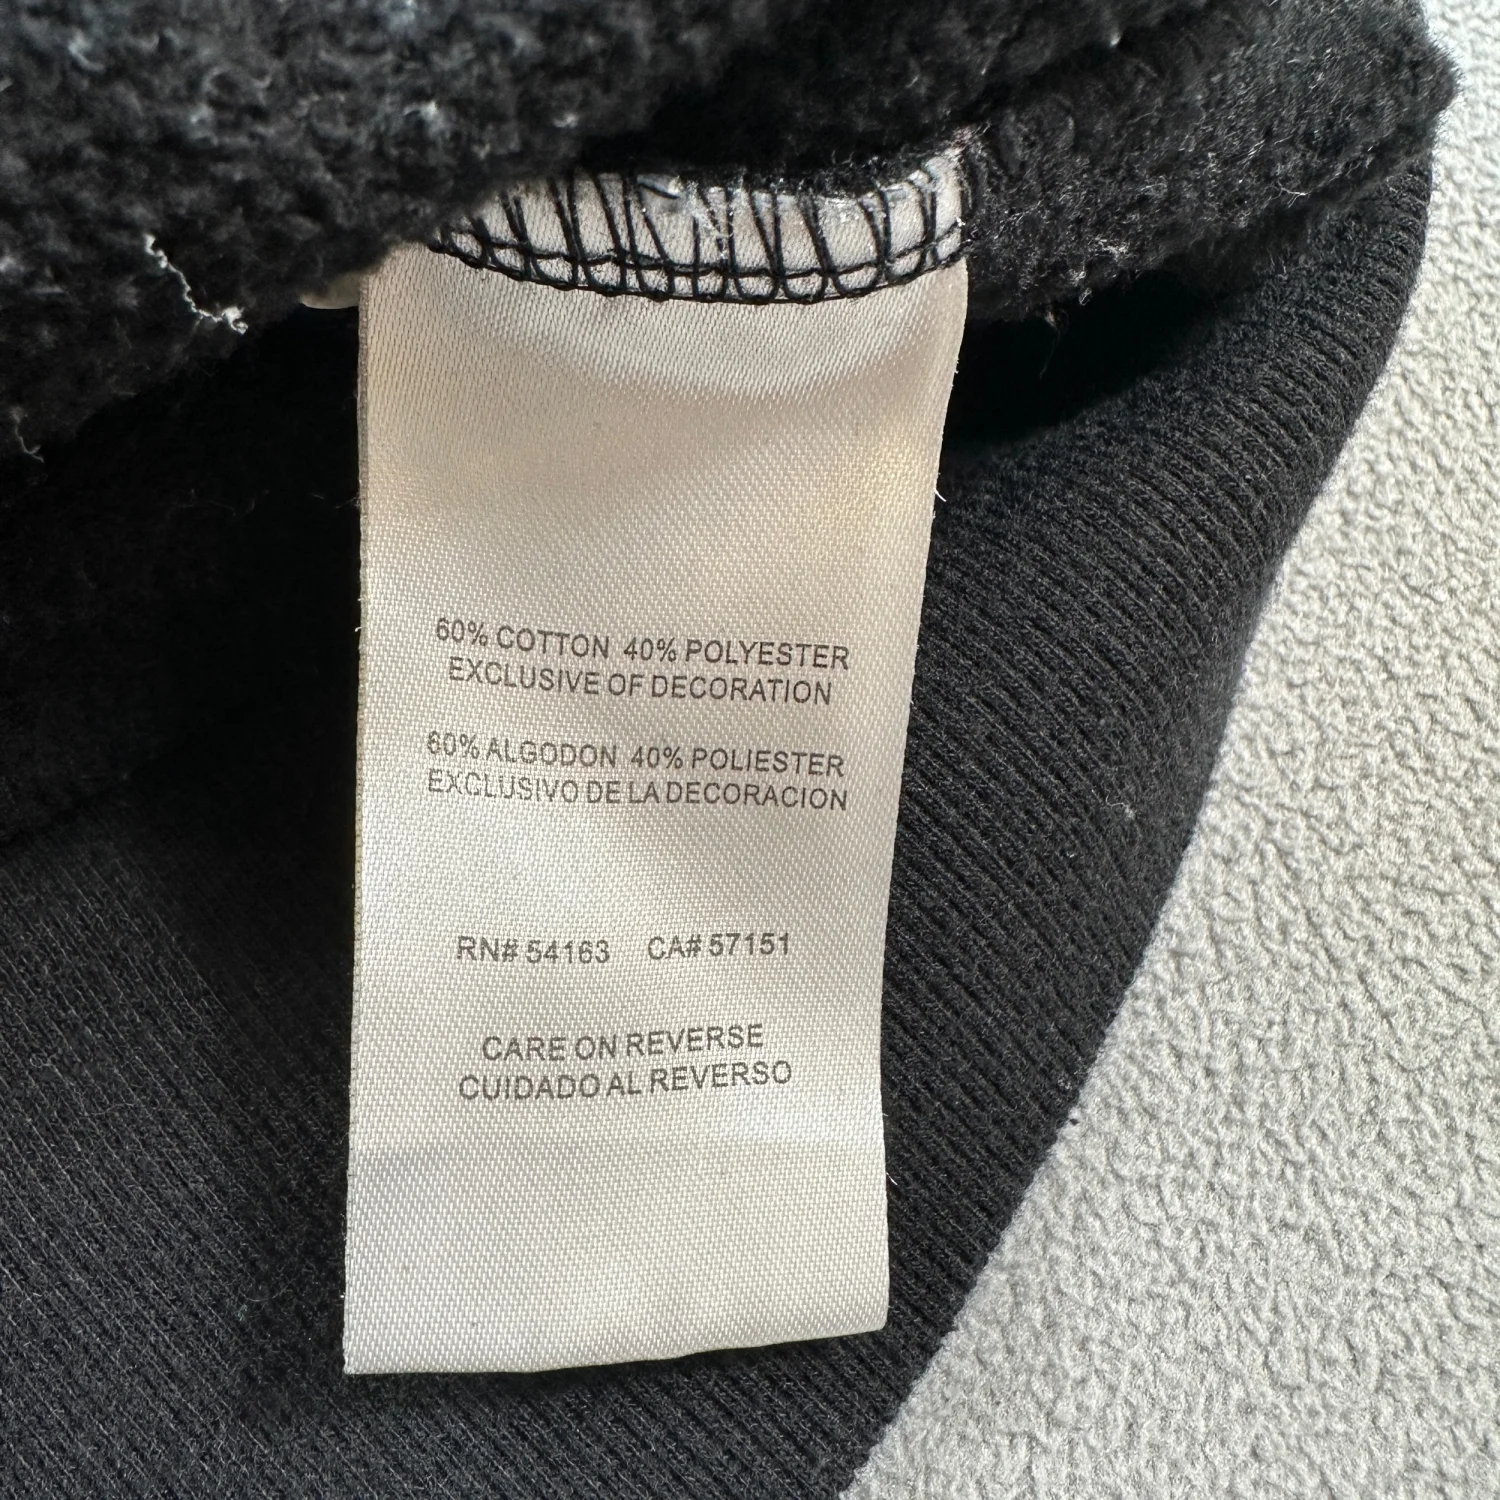 60% COTTON 40% POLYESTER
EXCLUSIVE OF DECORATION
60% ALGODON 40% POLIESTER
EXCLUSIVO DE LA DECORACION
RN# 54163 CA# 57151
CARE ON REVERSE
CUIDADO AL REVERSO